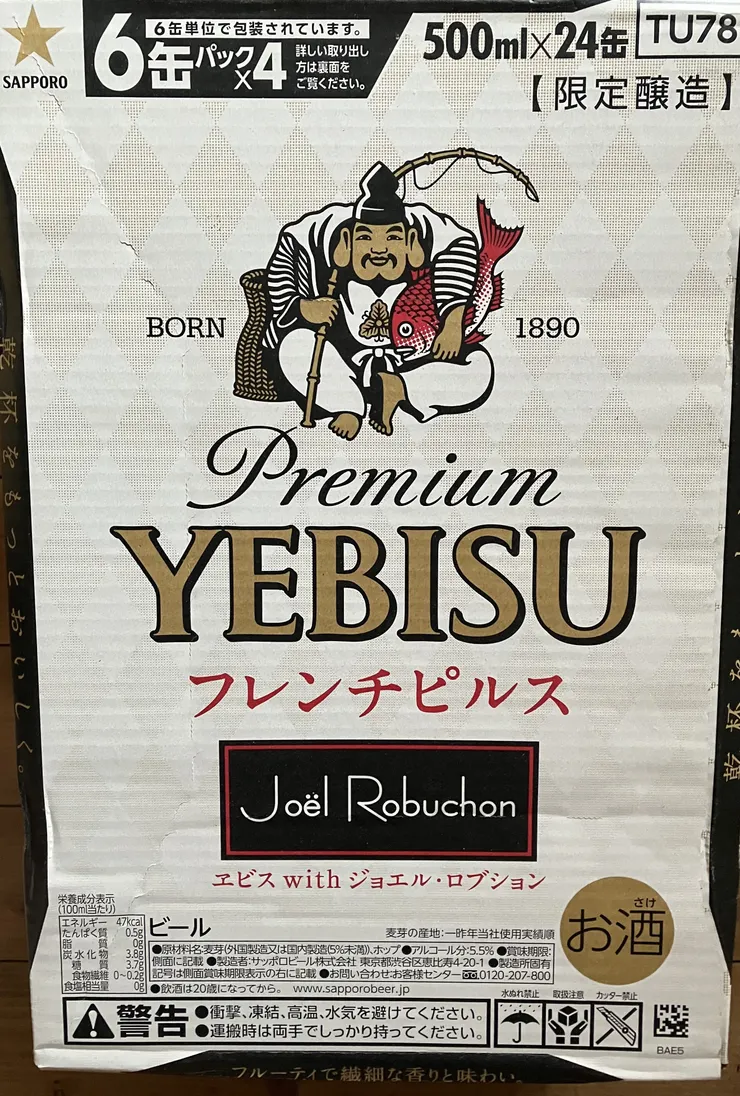 SAPPORO
6缶単位で包装されています。
6缶パック×4
詳しい取り出し
方は裏面を
ご覧ください。
500ml×24缶
TU78
【限定醸造】
BORN 1890
Premium
YEBISU
フレンチピルス
Joël Robuchon
ヱビス with ジョエル・ロブション
栄養成分表示
(100ml当たり)
エネルギー 47kcal
たんぱく質 0.5g
脂質 0g
炭水化物 3.8g
糖質 3.7g
食物繊維 0~0.2g
食塩相当量 0g
ビール
麦芽の産地:一昨年当社使用実績順
●原材料名:麦芽(外国製造又は国内製造(5%未満))、ホップ ●アルコール分:5.5% ●賞味期限:
側面に記載 ●製造者:サッポロビール株式会社 東京都渋谷区恵比寿4-20-1 ●製造所固有
記号は側面賞味期限表示の右に記載 ●お問い合わせお客様センター 0120-207-800
●飲酒は20歳になってから。 www.sapporobeer.jp
さけ
お酒
警告
●衝撃、凍結、高温、水気を避けてください。
●運搬時は両手でしっかり持ってください。
水ぬれ禁止 取扱注意 カッター禁止
BAE5
フルーティで繊細な香りと味わい。
乾杯をもっとおいしく。